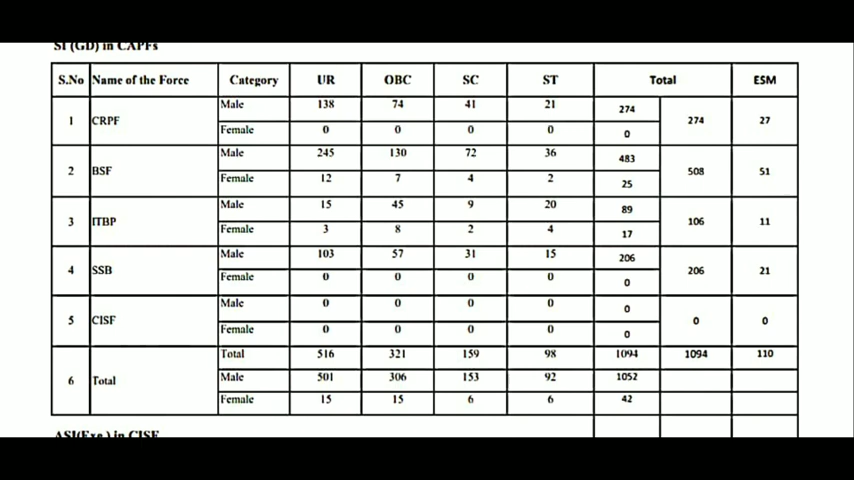 SI (GD) in CAPFs
S.No Name of the Force Category UR OBC SC ST Total ESM
1 CRPF Male 138 74 41 21 274 274 27
Female 0 0 0 0 0
2 BSF Male 245 130 72 36 483 508 51
Female 12 7 4 2 25
3 ITBP Male 15 45 9 20 89 106 11
Female 3 8 2 4 17
4 SSB Male 103 57 31 15 206 206 21
Female 0 0 0 0 0
5 CISF Male 0 0 0 0 0 0 0
Female 0 0 0 0 0
6 Total Total 516 321 159 98 1094 1094 110
Male 501 306 153 92 1052
Female 15 15 6 6 42
ASI(Exe.) in CISF